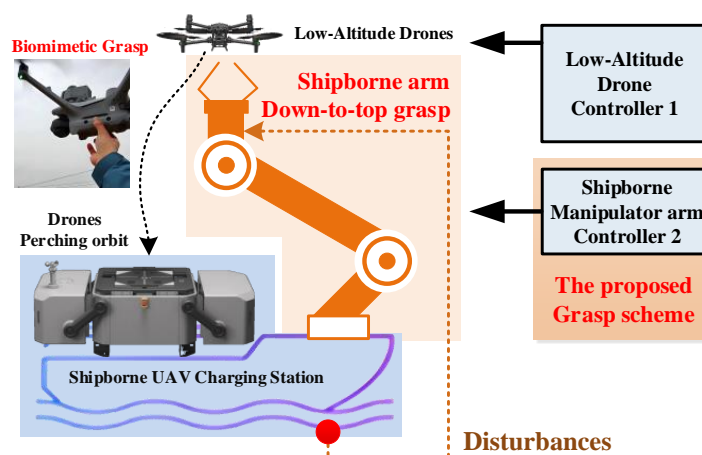 Biomimetic Grasp
Low-Altitude Drones
Shipborne arm
Down-to-top grasp
Low-Altitude
Drone
Controller 1
Shipborne
Manipulator arm
Controller 2
The proposed
Grasp scheme
Drones
Perching orbit
Shipborne UAV Charging Station
Disturbances